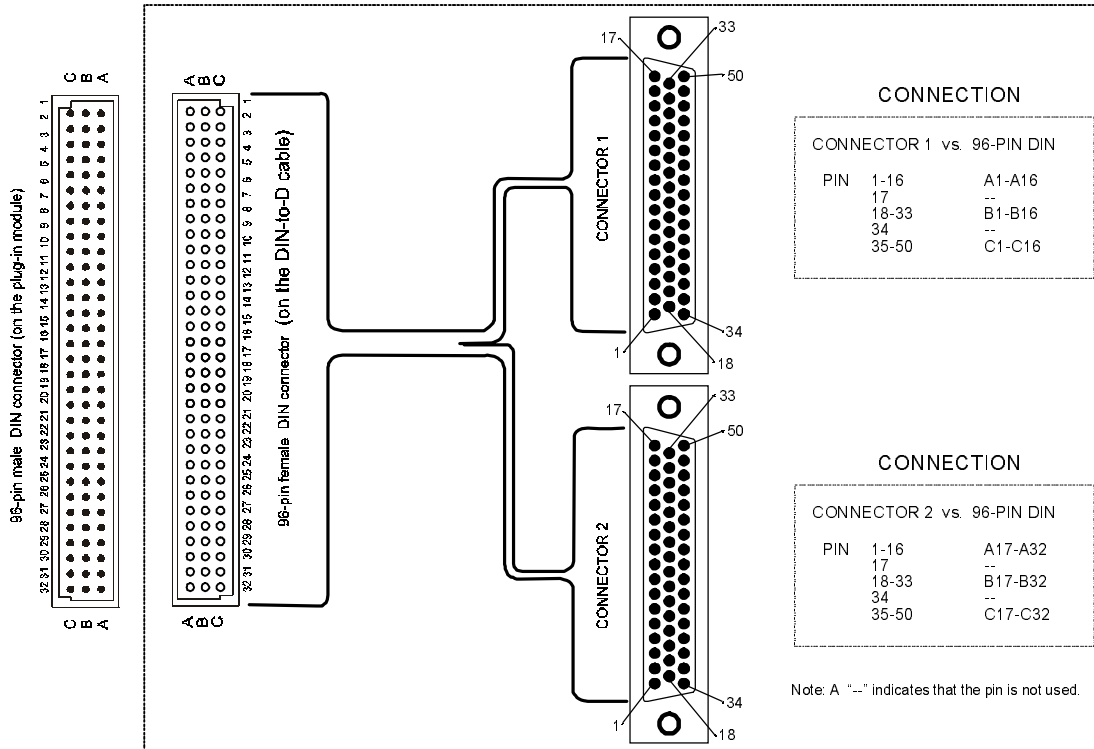 96-pin male DIN connector (on the plug-in module)
C B A
1 2 3 4 5 6 7 8 9 10 11 12 13 14 15 16 17 18 19 20 21 22 23 24 25 26 27 28 29 30 31 32
C B A
A B C
1 2 3 4 5 6 7 8 9 10 11 12 13 14 15 16 17 18 19 20 21 22 23 24 25 26 27 28 29 30 31 32
A B C
96-pin female DIN connector (on the DIN-to-D cable)
CONNECTOR 1
17
33
50
1
18
34
CONNECTOR 2
17
33
50
1
18
34
CONNECTION
CONNECTOR 1 vs. 96-PIN DIN
PIN 1-16 A1-A16
17 --
18-33 B1-B16
34 --
35-50 C1-C16
CONNECTION
CONNECTOR 2 vs. 96-PIN DIN
PIN 1-16 A17-A32
17 --
18-33 B17-B32
34 --
35-50 C17-C32
Note: A "--" indicates that the pin is not used.